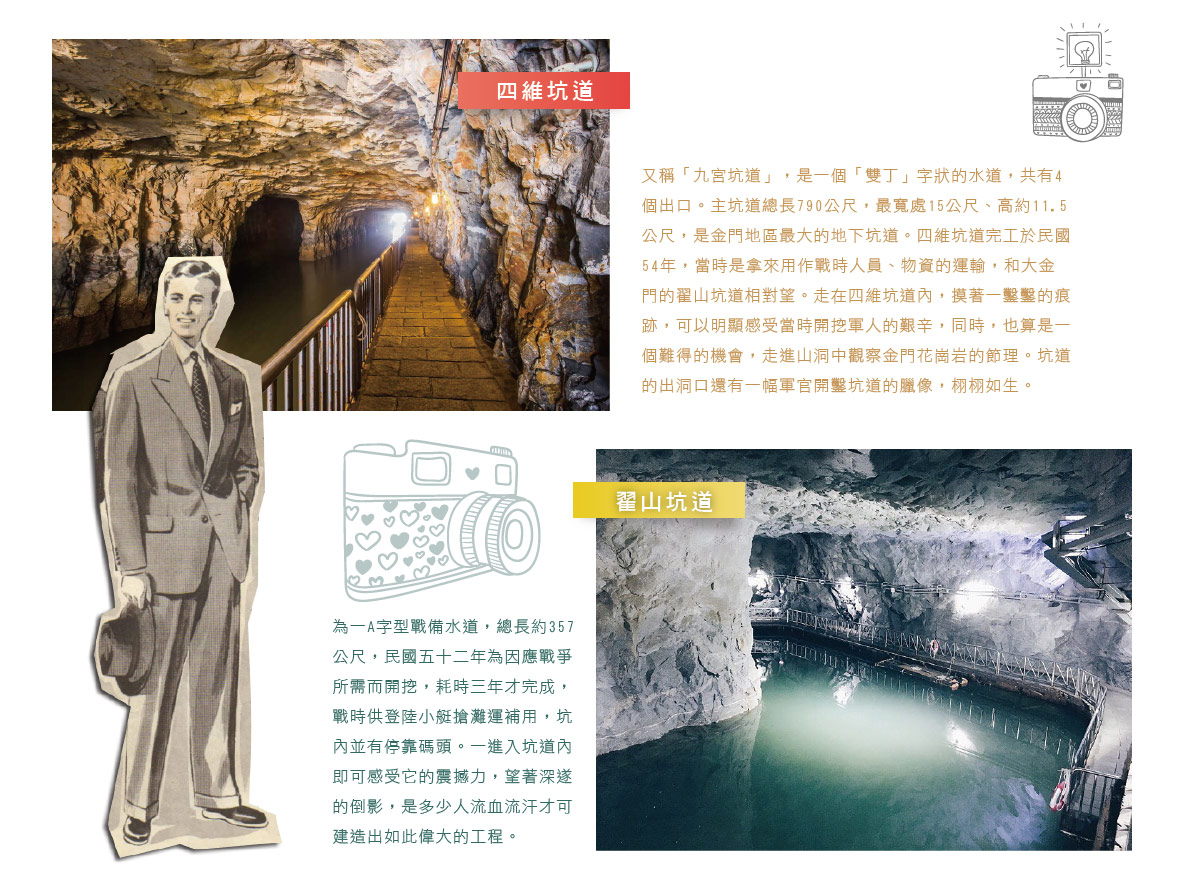 四維坑道
又稱「九宮坑道」，是一個「雙丁」字狀的水道，共有4
個出口。主坑道總長790公尺，最寬處15公尺、高約11.5
公尺，是金門地區最大的地下坑道。四維坑道完工於民國
54年，當時是拿來用作戰時人員、物資的運輸，和大金
門的翟山坑道相對望。走在四維坑道內，摸著一鑿鑿的痕
跡，可以明顯感受當時開挖軍人的艱辛，同時，也算是一
個難得的機會，走進山洞中觀察金門花崗岩的節理。坑道
的出洞口還有一幅軍官開鑿坑道的臘像，栩栩如生。
翟山坑道
為一A字型戰備水道，總長約357
公尺，民國五十二年為因應戰爭
所需而開挖，耗時三年才完成，
戰時供登陸小艇搶灘運補用，坑
內並有停靠碼頭。一進入坑道內
即可感受它的震撼力，望著深遂
的倒影，是多少人流血流汗才可
建造出如此偉大的工程。